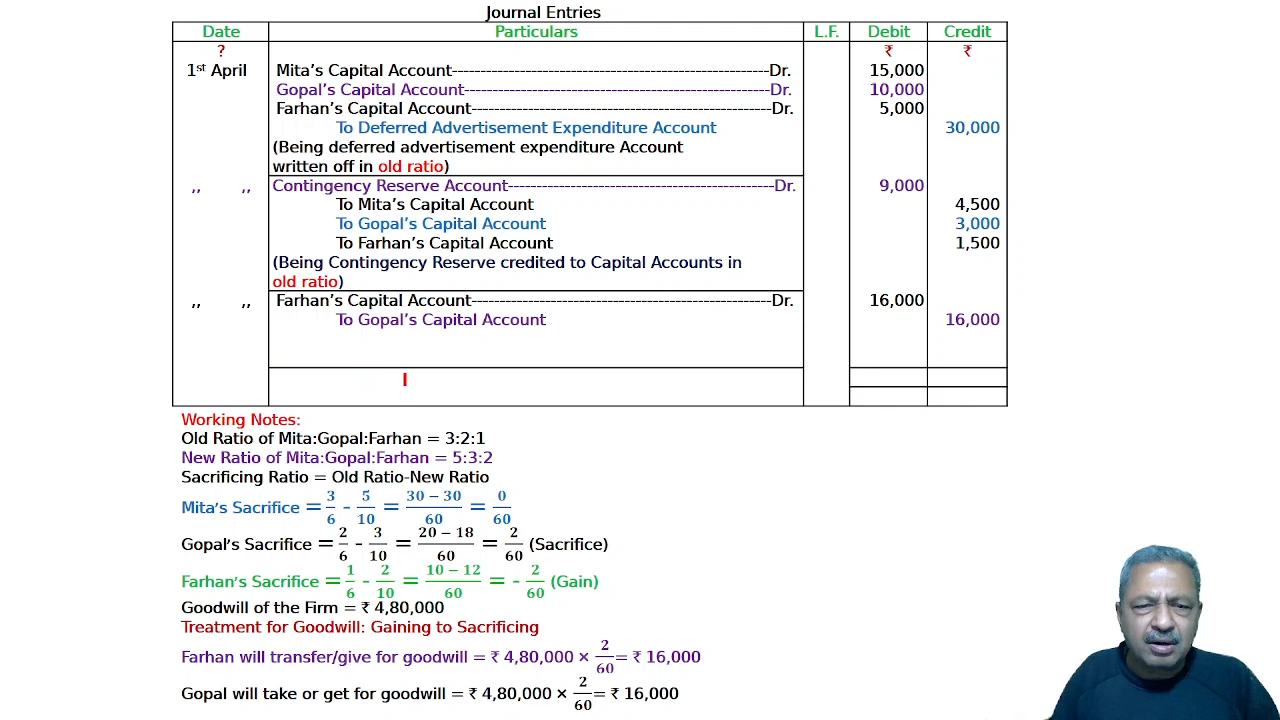 Journal Entries
Date Particulars L.F. Debit Credit
? ₹ ₹
1st April Mita’s Capital Account-----------------------------------------------------------------Dr. 15,000
Gopal’s Capital Account---------------------------------------------------------------Dr. 10,000
Farhan’s Capital Account--------------------------------------------------------------Dr. 5,000
To Deferred Advertisement Expenditure Account 30,000
(Being deferred advertisement expenditure Account
written off in old ratio)
,, ,, Contingency Reserve Account------------------------------------------------------Dr. 9,000
To Mita’s Capital Account 4,500
To Gopal’s Capital Account 3,000
To Farhan’s Capital Account 1,500
(Being Contingency Reserve credited to Capital Accounts in
old ratio)
,, ,, Farhan’s Capital Account--------------------------------------------------------------Dr. 16,000
To Gopal’s Capital Account 16,000
Working Notes:
Old Ratio of Mita:Gopal:Farhan = 3:2:1
New Ratio of Mita:Gopal:Farhan = 5:3:2
Sacrificing Ratio = Old Ratio-New Ratio
Mita’s Sacrifice = 3/6 - 5/10 = (30 − 30)/60 = 0/60
Gopal’s Sacrifice = 2/6 - 3/10 = (20 − 18)/60 = 2/60 (Sacrifice)
Farhan’s Sacrifice = 1/6 - 2/10 = (10 − 12)/60 = - 2/60 (Gain)
Goodwill of the Firm = ₹ 4,80,000
Treatment for Goodwill: Gaining to Sacrificing
Farhan will transfer/give for goodwill = ₹ 4,80,000 × 2/60 = ₹ 16,000
Gopal will take or get for goodwill = ₹ 4,80,000 × 2/60 = ₹ 16,000